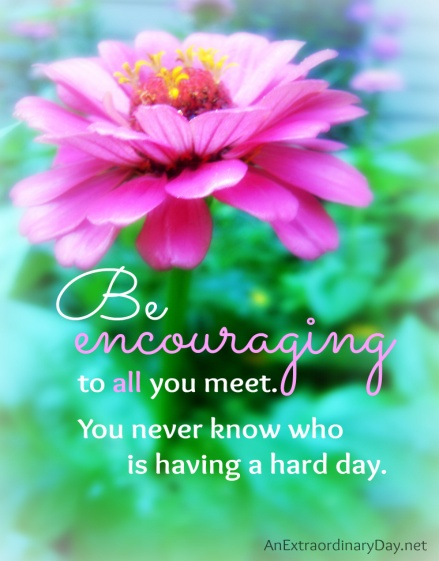 Be
encouraging
to all you meet.
You never know who
is having a hard day.
AnExtraordinaryDay.net